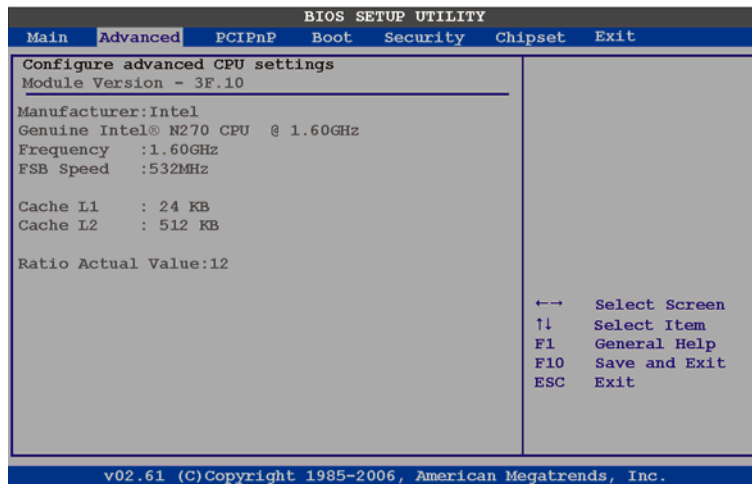 BIOS SETUP UTILITY
Main Advanced PCIPnP Boot Security Chipset Exit
Configure advanced CPU settings
Module Version - 3F.10
Manufacturer:Intel
Genuine Intel® N270 CPU @ 1.60GHz
Frequency :1.60GHz
FSB Speed :532MHz
Cache L1 : 24 KB
Cache L2 : 512 KB
Ratio Actual Value:12
←→ Select Screen
↑↓ Select Item
F1 General Help
F10 Save and Exit
ESC Exit
v02.61 (C)Copyright 1985-2006, American Megatrends, Inc.